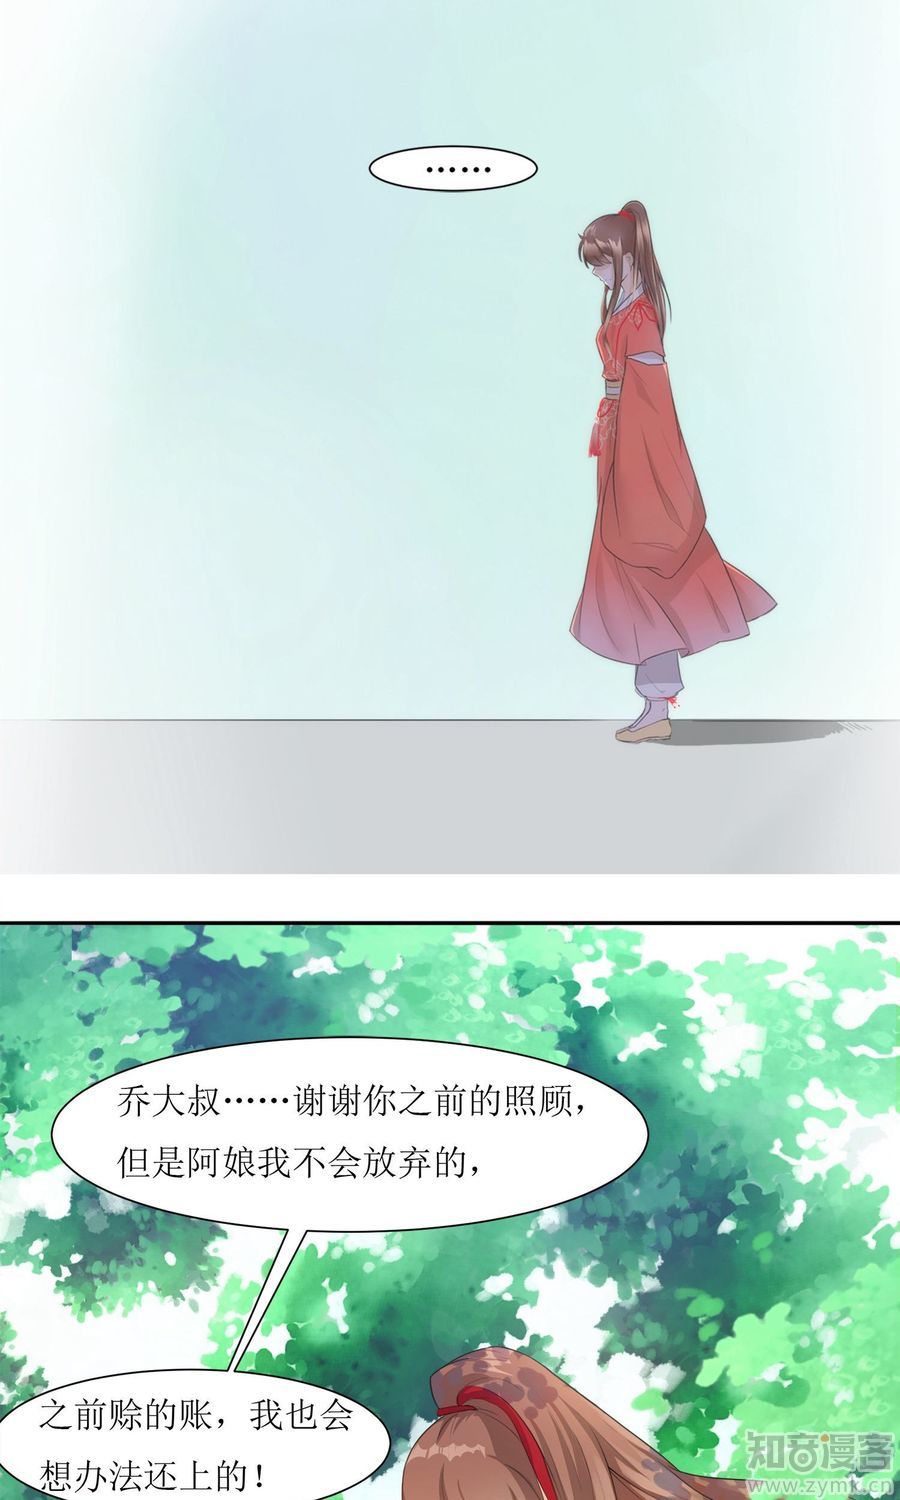 ……
乔大叔……谢谢你之前的照顾，
但是阿娘我不会放弃的，
之前赊的账，我也会
想办法还上的！
知音漫客
www.zymk.cn